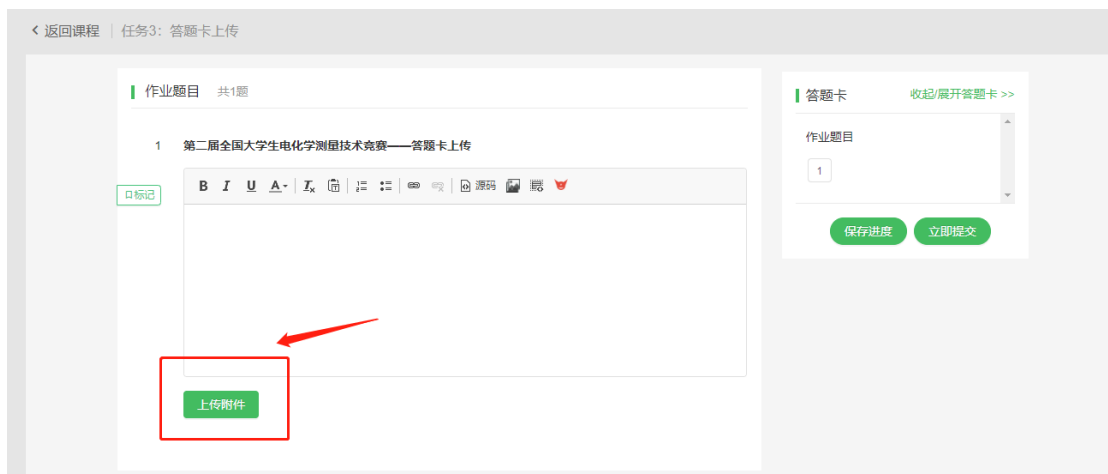 返回课程 任务3：答题卡上传
作业题目 共1题
1 第二届全国大学生电化学测量技术竞赛——答题卡上传
标记
B I U A Ix 源码
上传附件
答题卡 收起/展开答题卡 >>
作业题目
1
保存进度 立即提交